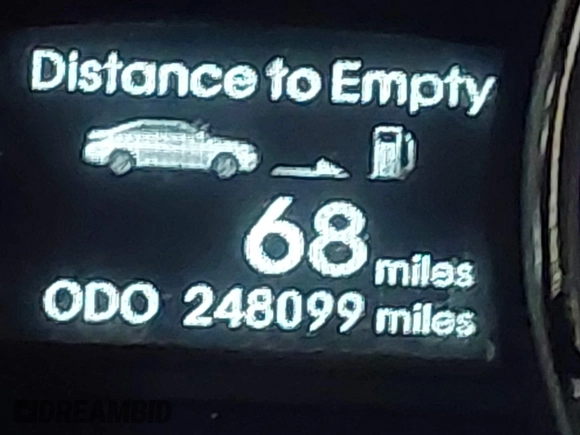 Distance to Empty
68 miles
ODO 248099 miles
DREAMBID